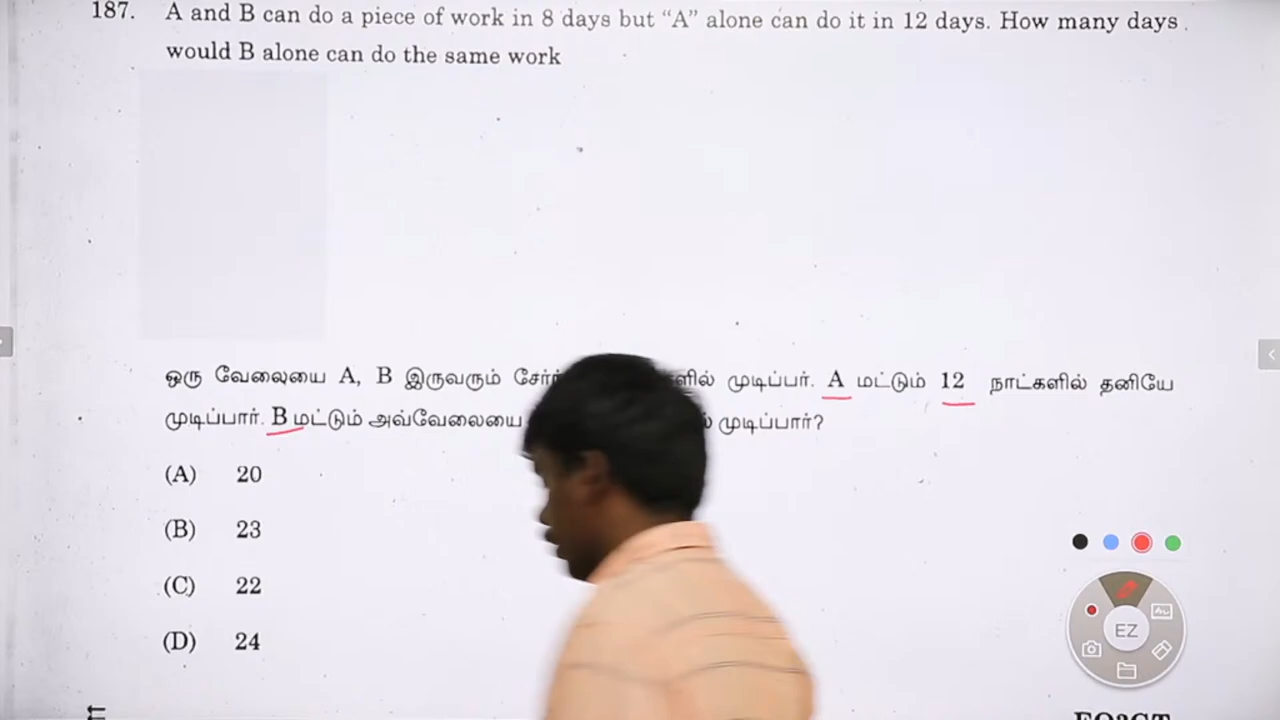 187. A and B can do a piece of work in 8 days but “A” alone can do it in 12 days. How many days
would B alone can do the same work
ஒரு வேலையை A, B இருவரும் முடிப்பர். A மட்டும் 12 நாட்களில் தனியே
முடிப்பார். B மட்டும் அவ்வேலையை முடிப்பார்?
(A) 20
(B) 23
(C) 22
(D) 24
EZ